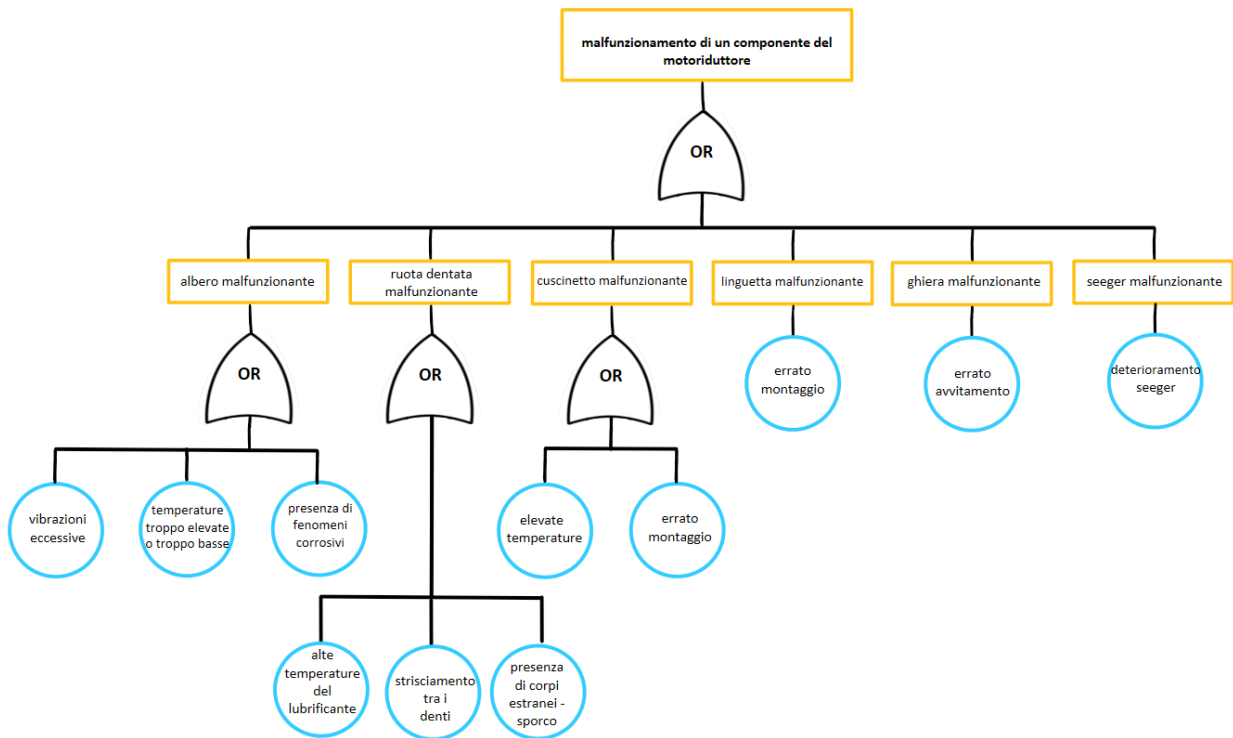 malfunzionamento di un componente del
motoriduttore
OR
albero malfunzionante
ruota dentata
malfunzionante
cuscinetto malfunzionante
linguetta malfunzionante
ghiera malfunzionante
seeger malfunzionante
OR
OR
OR
errato
montaggio
errato
avvitamento
deterioramento
seeger
vibrazioni
eccessive
temperature
troppo elevate
o troppo basse
presenza di
fenomeni
corrosivi
elevate
temperature
errato
montaggio
alte
temperature
del
lubrificante
strisciamento
tra i
denti
presenza
di corpi
estranei -
sporco